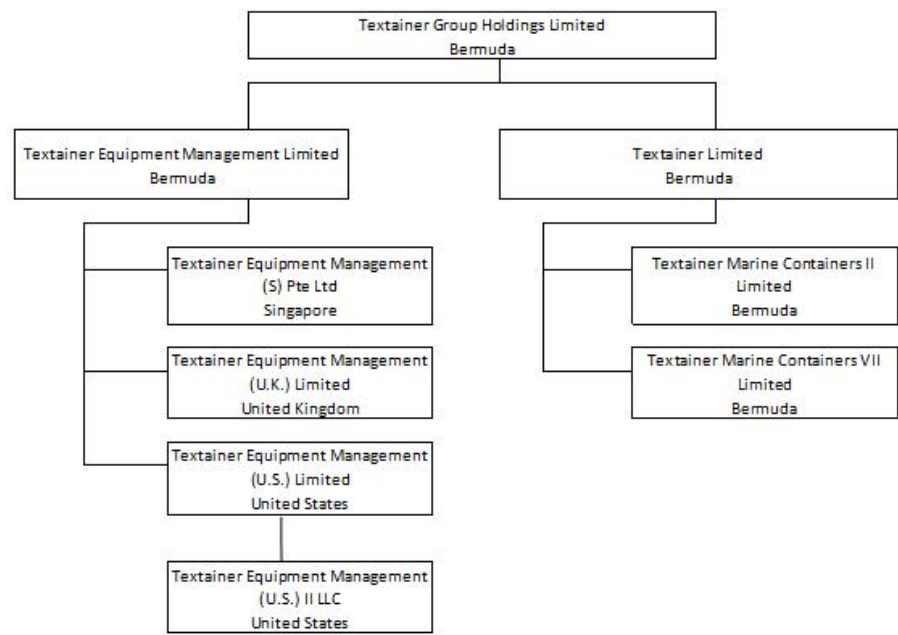 Textainer Group Holdings Limited
Bermuda
Textainer Equipment Management Limited
Bermuda
Textainer Limited
Bermuda
Textainer Equipment Management
(S) Pte Ltd
Singapore
Textainer Marine Containers II
Limited
Bermuda
Textainer Equipment Management
(U.K.) Limited
United Kingdom
Textainer Marine Containers VII
Limited
Bermuda
Textainer Equipment Management
(U.S.) Limited
United States
Textainer Equipment Management
(U.S.) II LLC
United States